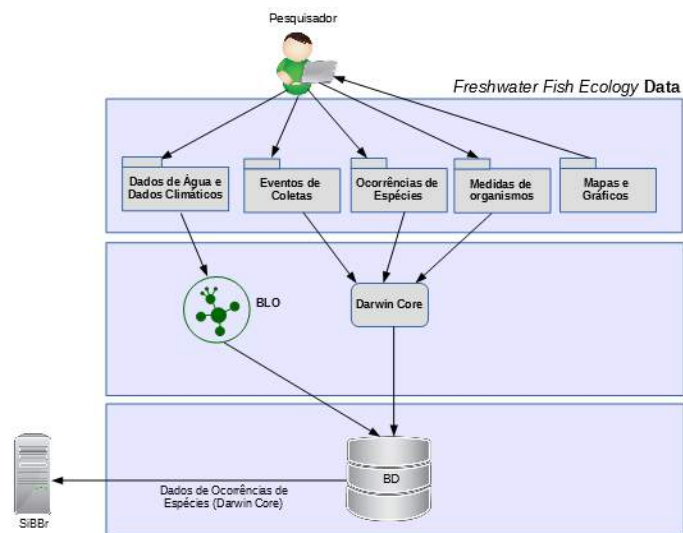 Pesquisador
Freshwater Fish Ecology Data
Dados de Água e
Dados Climáticos
Eventos de
Coletas
Ocorrências de
Espécies
Medidas de
organismos
Mapas e
Gráficos
BLO
Darwin Core
BD
Dados de Ocorrências de
Espécies (Darwin Core)
SiBBr